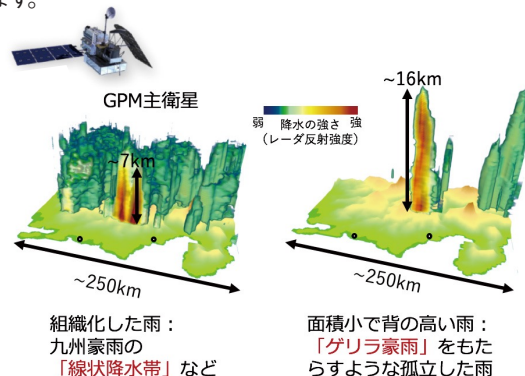 ます。
GPM主衛星
弱 降水の強さ 強
（レーダ反射強度）
~7km
~16km
~250km
~250km
組織化した雨：
九州豪雨の
「線状降水帯」など
面積小で背の高い雨：
「ゲリラ豪雨」をもた
らすような孤立した雨